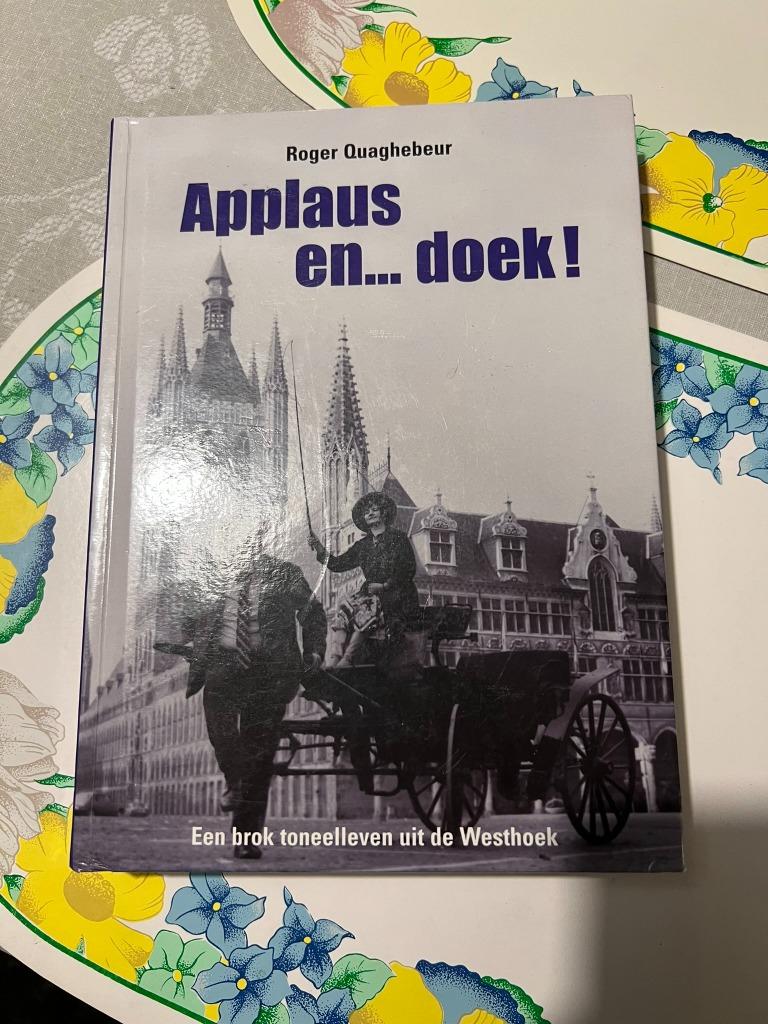 Roger Quaghebeur
Applaus
en... doek!
Een brok toneelleven uit de Westhoek